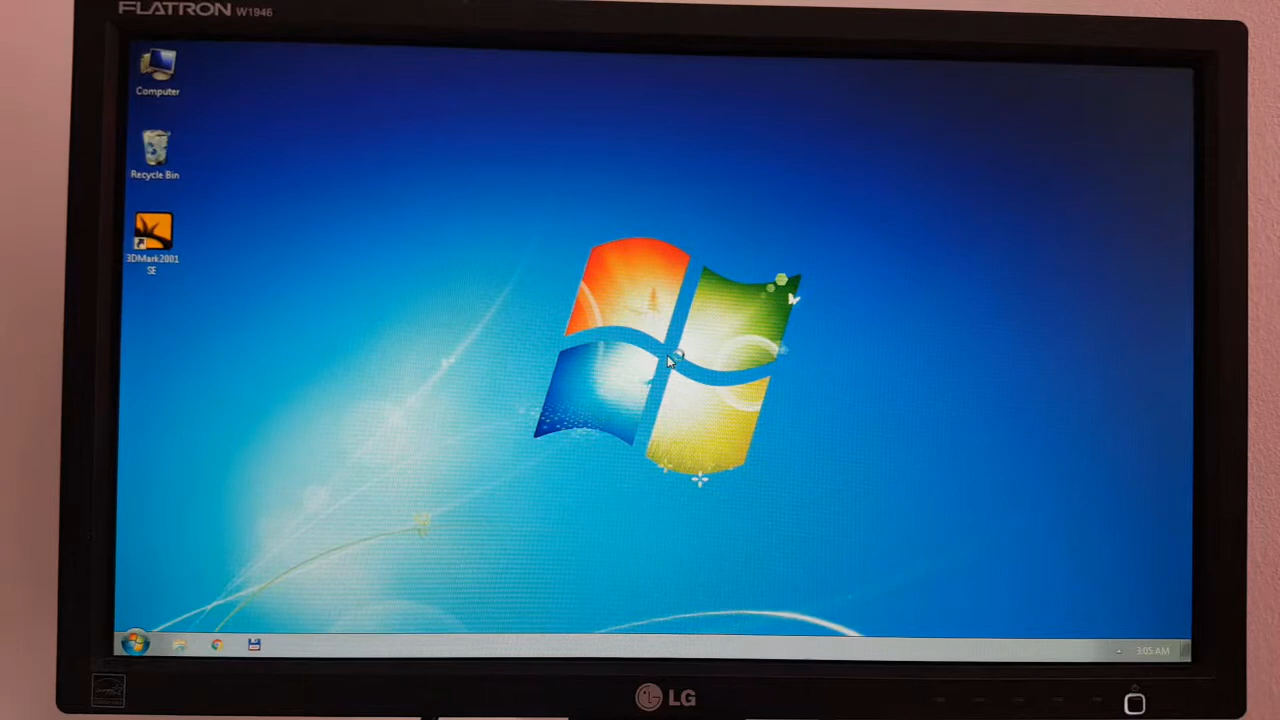 FLATRON W1946
Computer
Recycle Bin
3DMark2001
SE
3:05 AM
LG